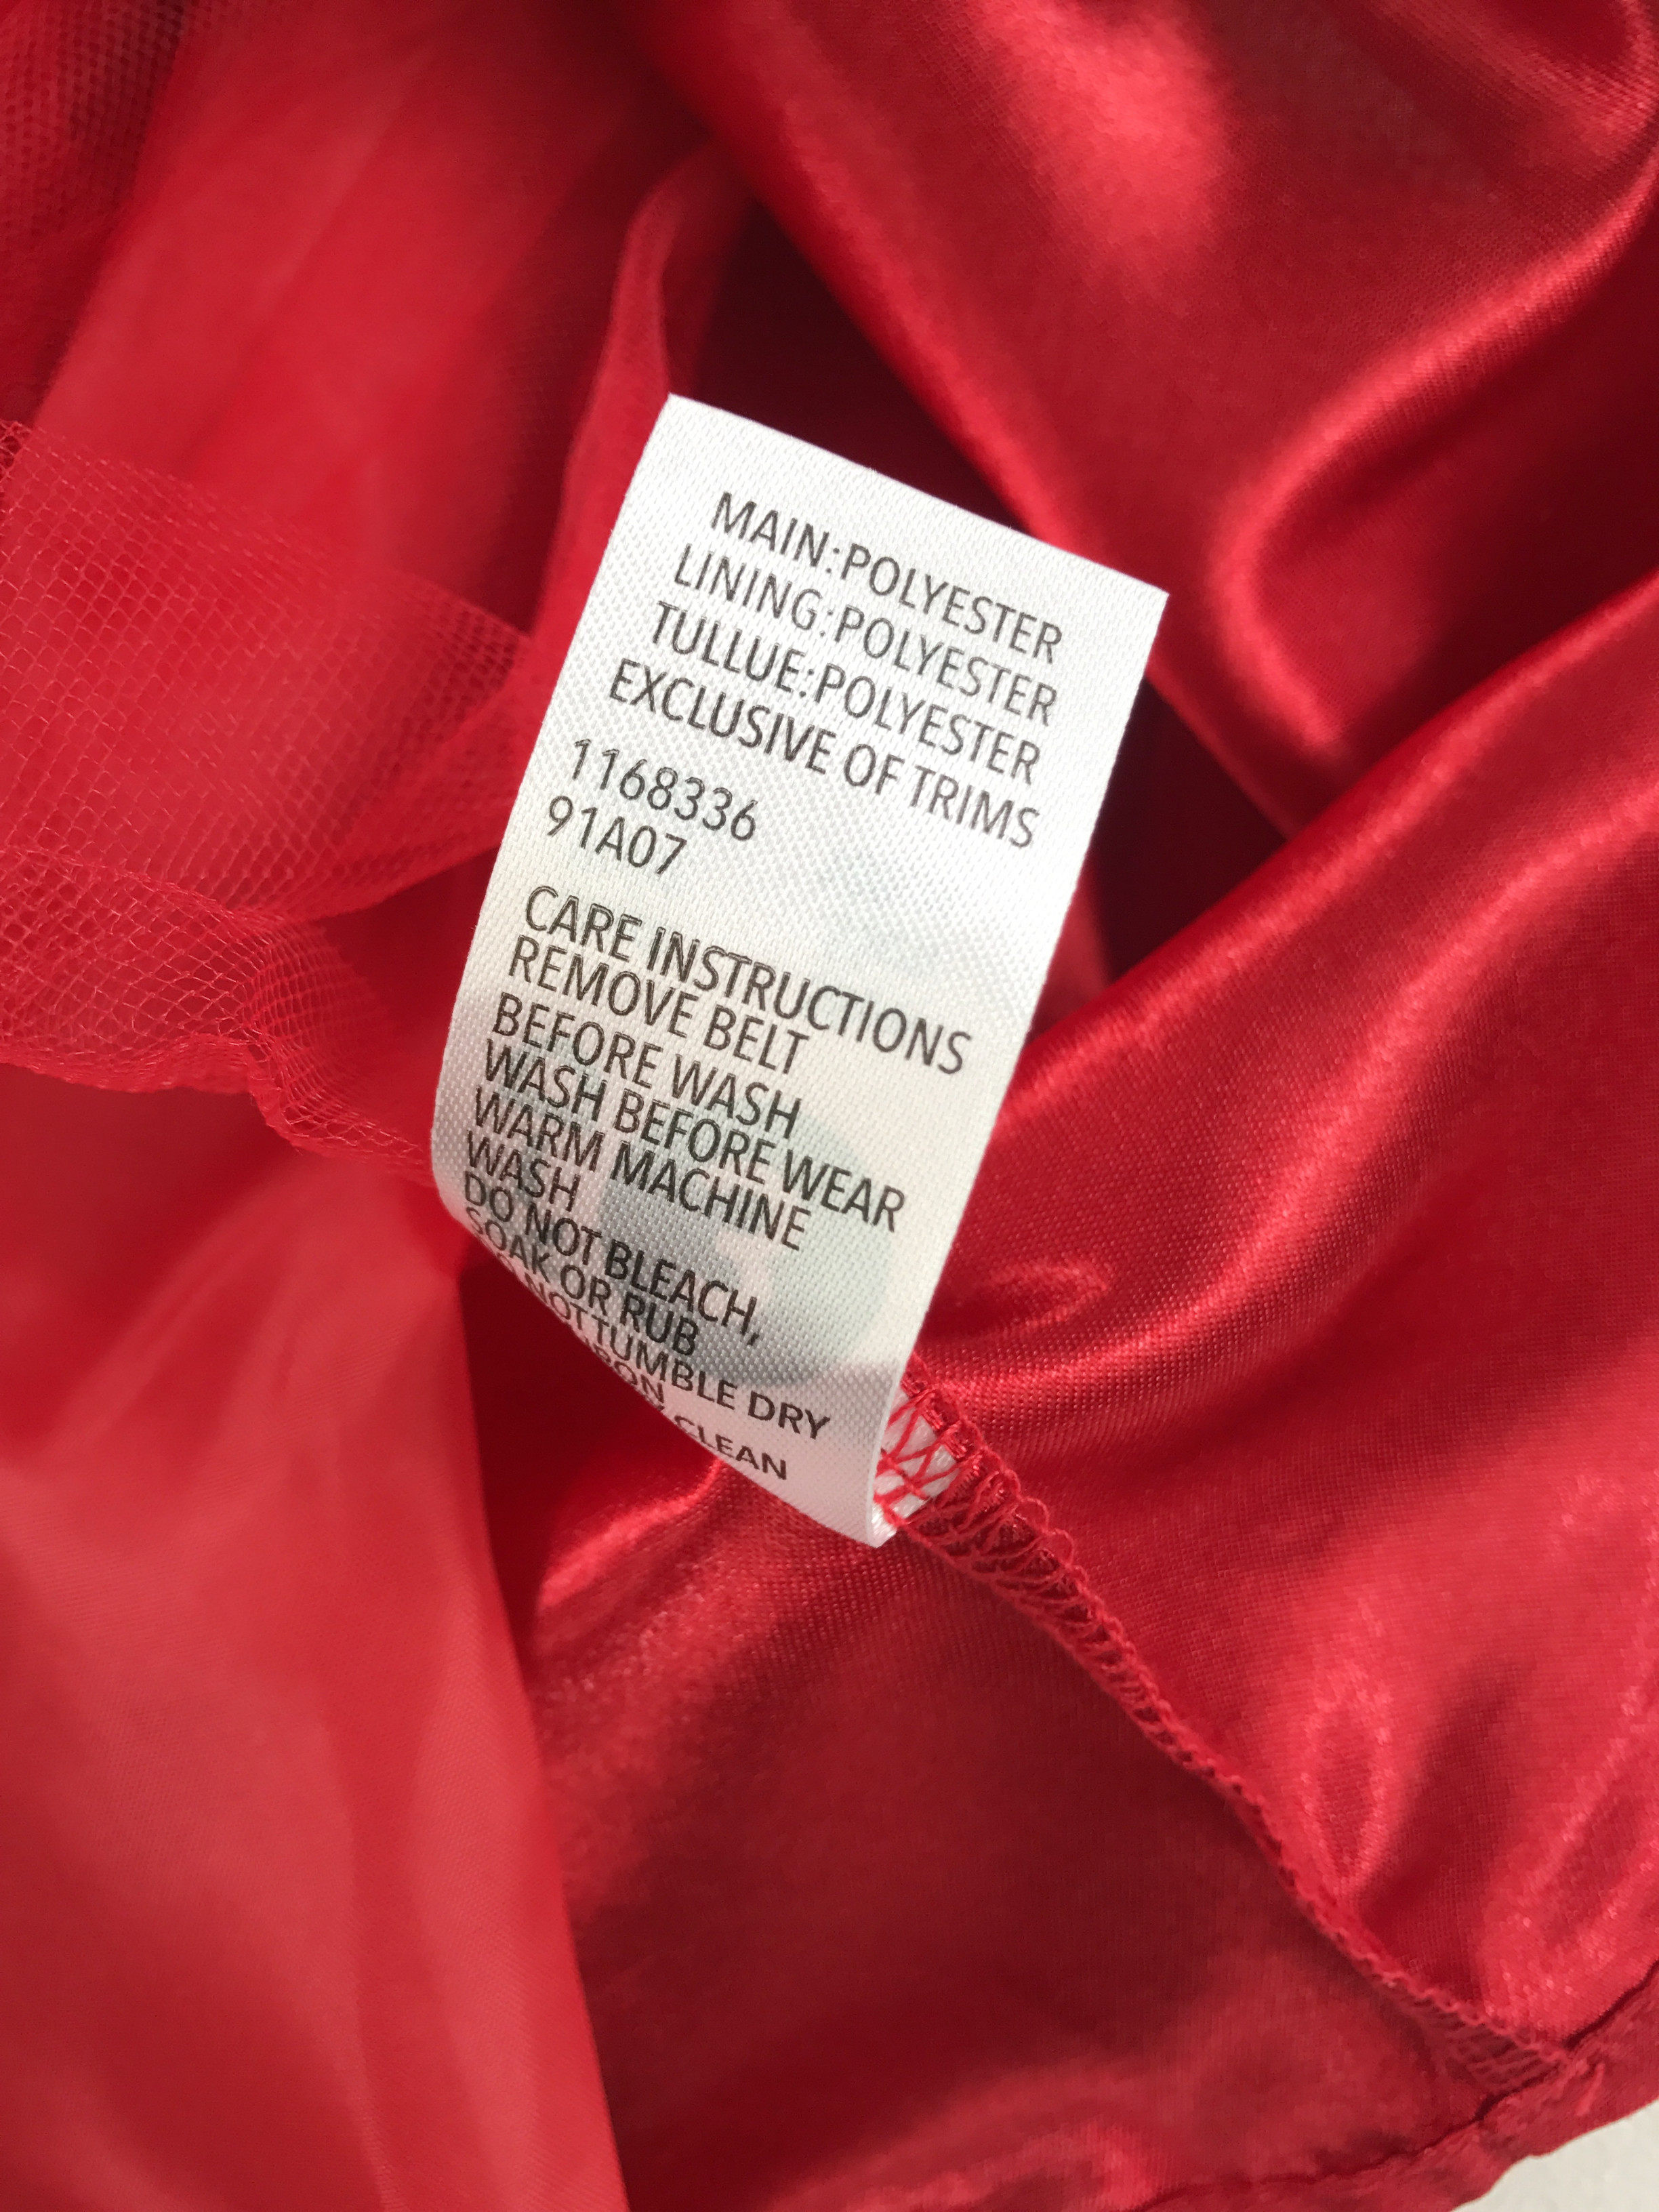 MAIN:POLYESTER
LINING:POLYESTER
TULLUE:POLYESTER
EXCLUSIVE OF TRIMS
1168336
91A07
CARE INSTRUCTIONS
REMOVE BELT
BEFORE WASH
WASH BEFORE WEAR
WARM MACHINE
WASH
DO NOT BLEACH,
SOAK OR RUB
NOT TUMBLE DRY
CLEAN